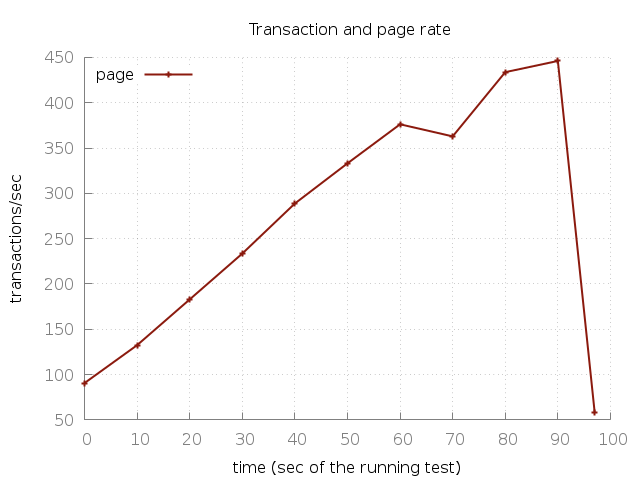 Transaction and page rate
page
450
400
350
300
250
200
150
100
50
transactions/sec
0 10 20 30 40 50 60 70 80 90 100
time (sec of the running test)